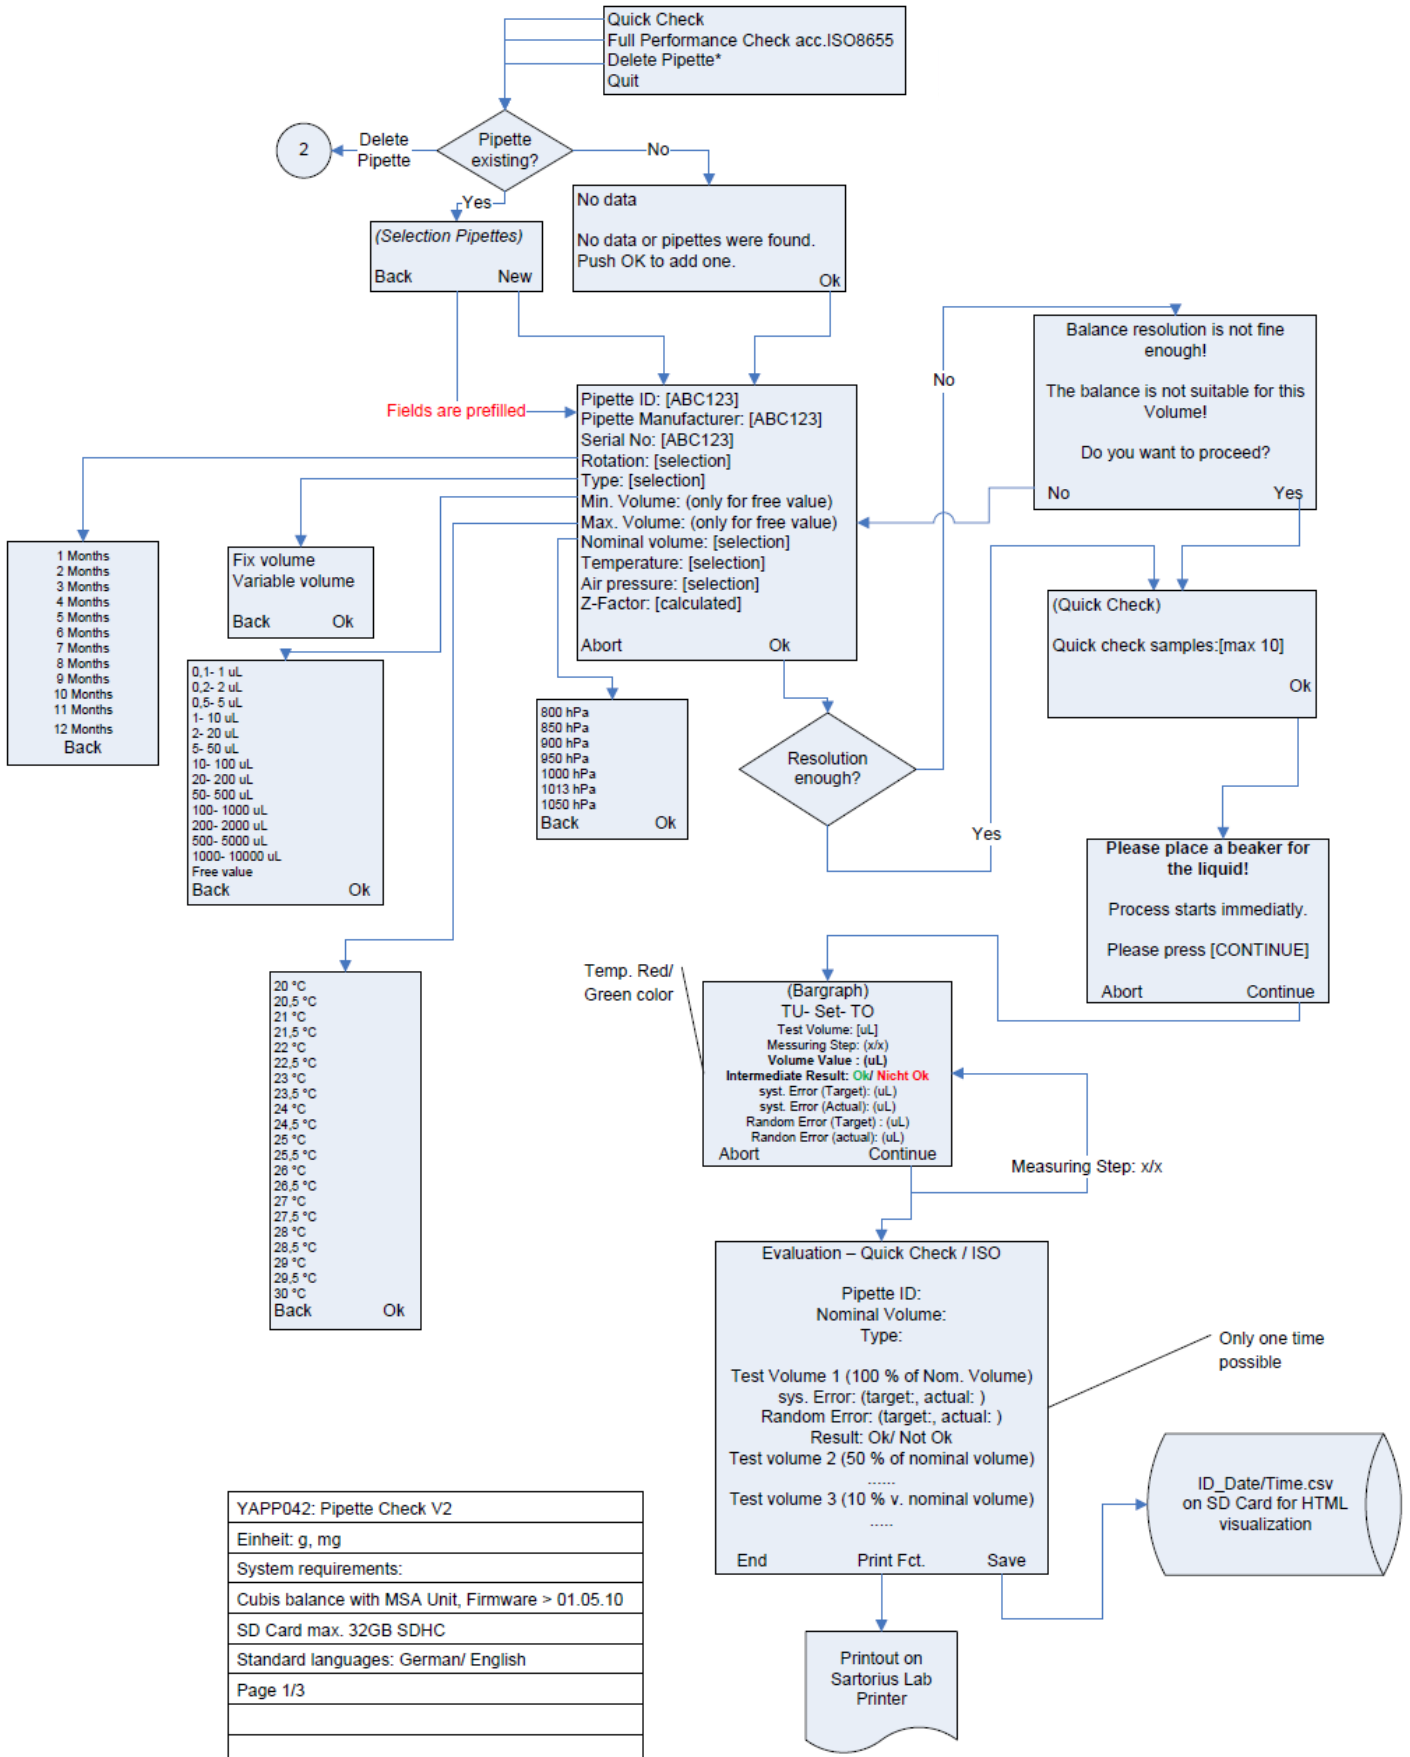 Quick Check
Full Performance Check acc.ISO8655
Delete Pipette*
Quit
2
Delete
Pipette
Pipette
existing?
No
Yes
(Selection Pipettes)
Back New
No data
No data or pipettes were found.
Push OK to add one.
Ok
Balance resolution is not fine
enough!
The balance is not suitable for this
Volume!
Do you want to proceed?
No Yes
No
Fields are prefilled
Pipette ID: [ABC123]
Pipette Manufacturer: [ABC123]
Serial No: [ABC123]
Rotation: [selection]
Type: [selection]
Min. Volume: (only for free value)
Max. Volume: (only for free value)
Nominal volume: [selection]
Temperature: [selection]
Air pressure: [selection]
Z-Factor: [calculated]
Abort Ok
1 Months
2 Months
3 Months
4 Months
5 Months
6 Months
7 Months
8 Months
9 Months
10 Months
11 Months
12 Months
Back
Fix volume
Variable volume
Back Ok
0,1- 1 uL
0,2- 2 uL
0,5- 5 uL
1- 10 uL
2- 20 uL
5- 50 uL
10- 100 uL
20- 200 uL
50- 500 uL
100- 1000 uL
200- 2000 uL
500- 5000 uL
1000- 10000 uL
Free value
Back Ok
800 hPa
850 hPa
900 hPa
950 hPa
1000 hPa
1013 hPa
1050 hPa
Back Ok
Resolution
enough?
Yes
(Quick Check)
Quick check samples:[max 10]
Ok
Please place a beaker for
the liquid!
Process starts immediatly.
Please press [CONTINUE]
Abort Continue
20 °C
20,5 °C
21 °C
21,5 °C
22 °C
22,5 °C
23 °C
23,5 °C
24 °C
24,5 °C
25 °C
25,5 °C
26 °C
26,5 °C
27 °C
27,5 °C
28 °C
28,5 °C
29 °C
29,5 °C
30 °C
Back Ok
Temp. Red/
Green color
(Bargraph)
TU- Set- TO
Test Volume: [uL]
Messuring Step: (x/x)
Volume Value : (uL)
Intermediate Result: Ok/ Nicht Ok
syst. Error (Target): (uL)
syst. Error (Actual): (uL)
Random Error (Target) : (uL)
Randon Error (actual): (uL)
Abort Continue
Measuring Step: x/x
Evaluation – Quick Check / ISO
Pipette ID:
Nominal Volume:
Type:
Test Volume 1 (100 % of Nom. Volume)
sys. Error: (target:, actual: )
Random Error: (target:, actual: )
Result: Ok/ Not Ok
Test volume 2 (50 % of nominal volume)
......
Test volume 3 (10 % v. nominal volume)
.....
End Print Fct. Save
Only one time
possible
ID_Date/Time.csv
on SD Card for HTML
visualization
Printout on
Sartorius Lab
Printer
YAPP042: Pipette Check V2
Einheit: g, mg
System requirements:
Cubis balance with MSA Unit, Firmware > 01.05.10
SD Card max. 32GB SDHC
Standard languages: German/ English
Page 1/3